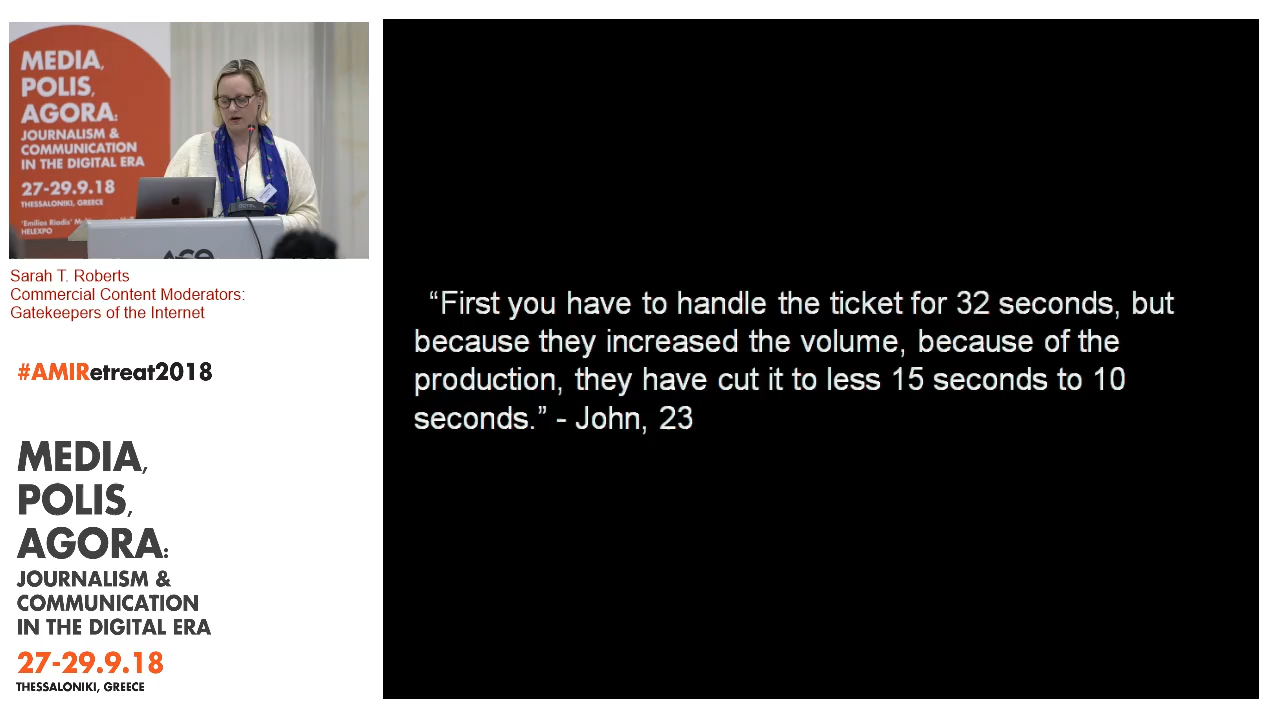 MEDIA,
POLIS,
AGORA:
JOURNALISM &
COMMUNICATION
IN THE DIGITAL ERA
27-29.9.18
THESSALONIKI, GREECE
'Emilios Riadis'
HELEXPO
Sarah T. Roberts
Commercial Content Moderators:
Gatekeepers of the Internet
#AMIRetreat2018
MEDIA,
POLIS,
AGORA:
JOURNALISM &
COMMUNICATION
IN THE DIGITAL ERA
27-29.9.18
THESSALONIKI, GREECE
“First you have to handle the ticket for 32 seconds, but
because they increased the volume, because of the
production, they have cut it to less 15 seconds to 10
seconds.” - John, 23